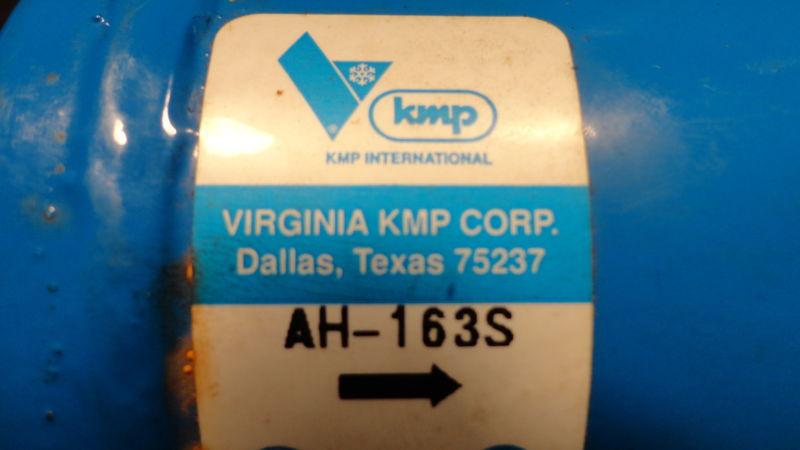 kmp
KMP INTERNATIONAL
VIRGINIA KMP CORP.
Dallas, Texas 75237
AH-163S